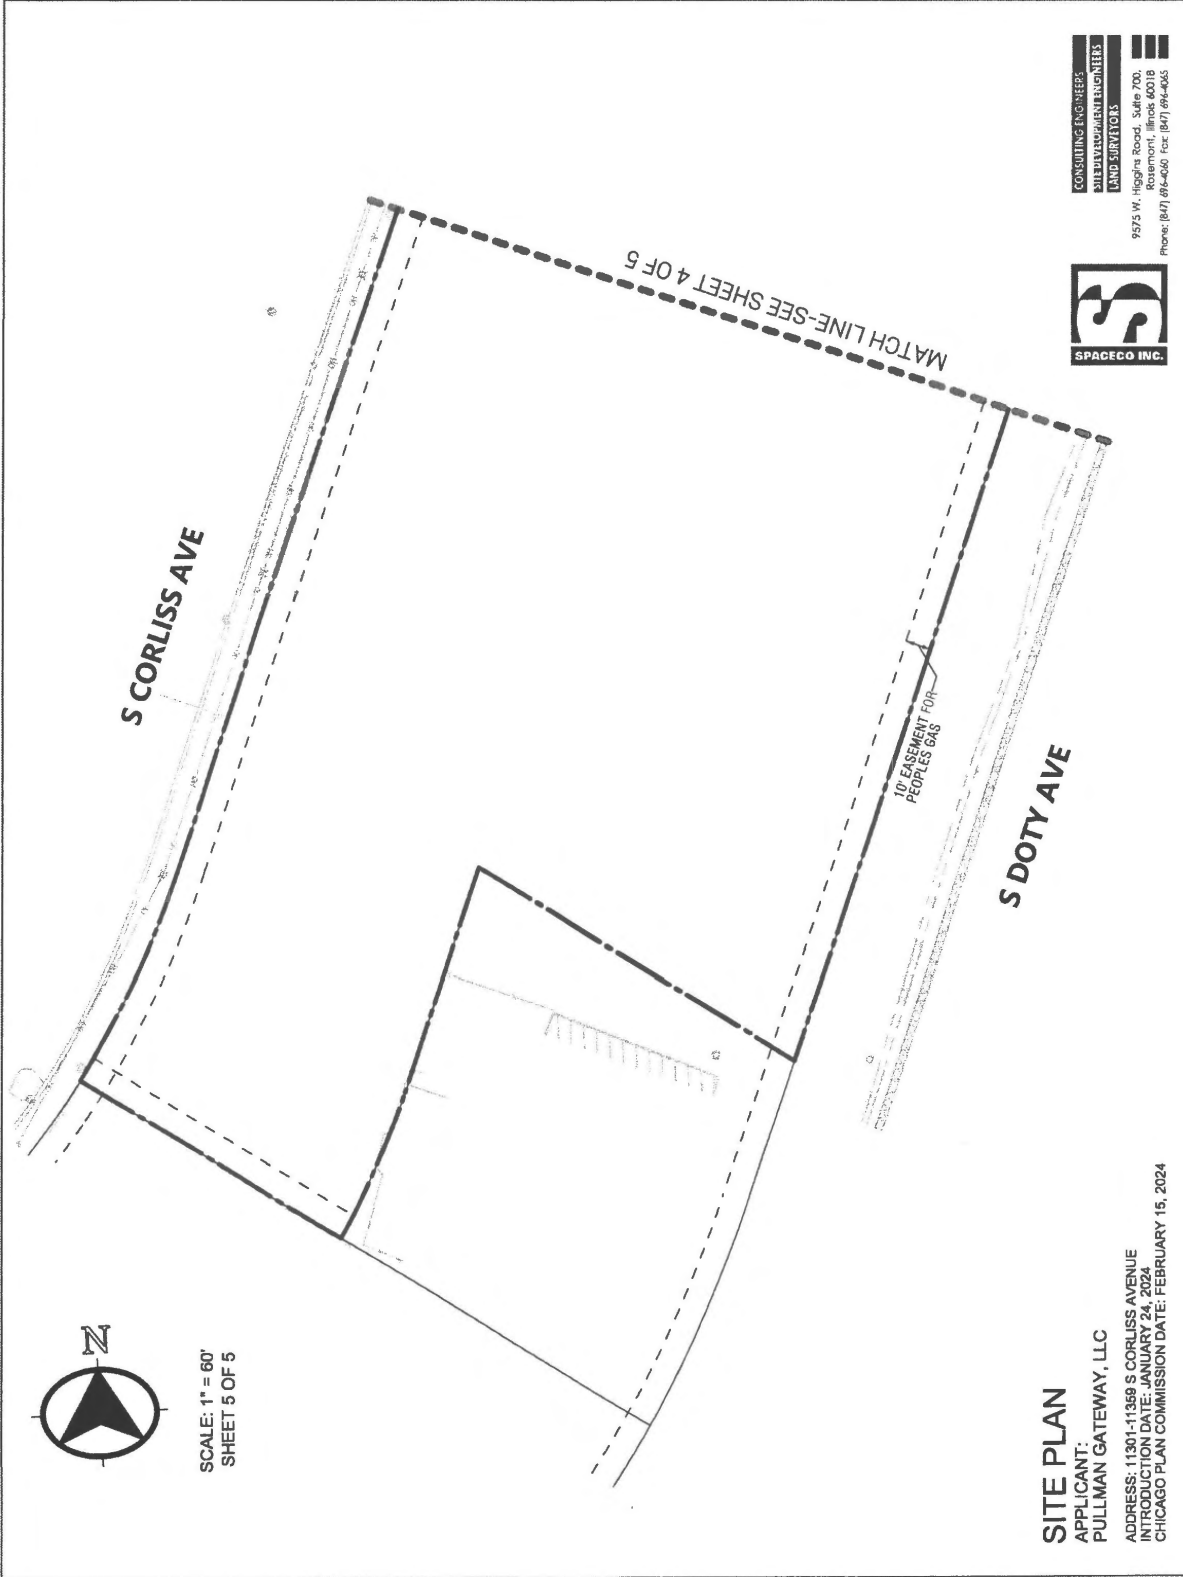 N
SCALE: 1" = 60'
SHEET 5 OF 5
S CORLISS AVE
MATCH LINE-SEE SHEET 4 OF 5
10' EASEMENT FOR
PEOPLES GAS
S DOTY AVE
SITE PLAN
APPLICANT:
PULLMAN GATEWAY, LLC
ADDRESS: 11301-11359 S CORLISS AVENUE
INTRODUCTION DATE: JANUARY 24, 2024
CHICAGO PLAN COMMISSION DATE: FEBRUARY 15, 2024
SPACECO INC.
CONSULTING ENGINEERS
SITE DEVELOPMENT ENGINEERS
LAND SURVEYORS
9575 W. Higgins Road, Suite 700,
Rosemont, Illinois 60018
Phone: (847) 696-4060 Fax: (847) 696-4065